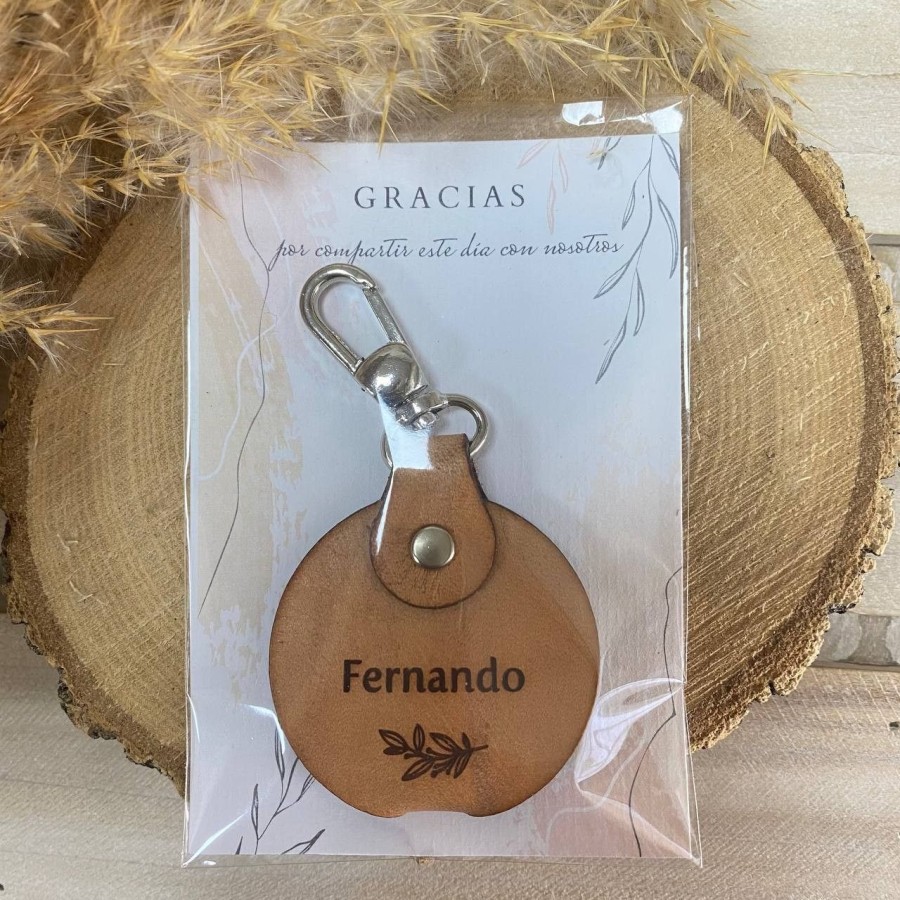 GRACIAS
por compartir este día con nosotros
Fernando